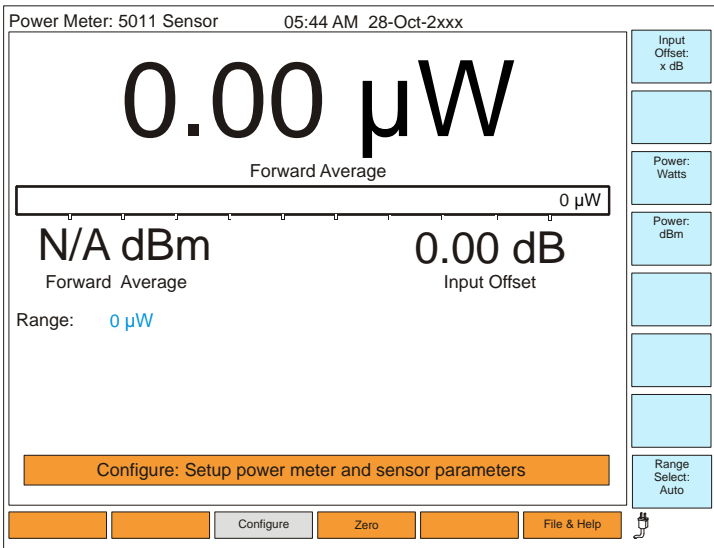 Power Meter: 5011 Sensor 05:44 AM 28-Oct-2xxx
0.00 µW
Forward Average
0 µW
N/A dBm
Forward Average
0.00 dB
Input Offset
Range: 0 µW
Configure: Setup power meter and sensor parameters
Input
Offset:
x dB
Power:
Watts
Power:
dBm
Range
Select:
Auto
Configure
Zero
File & Help